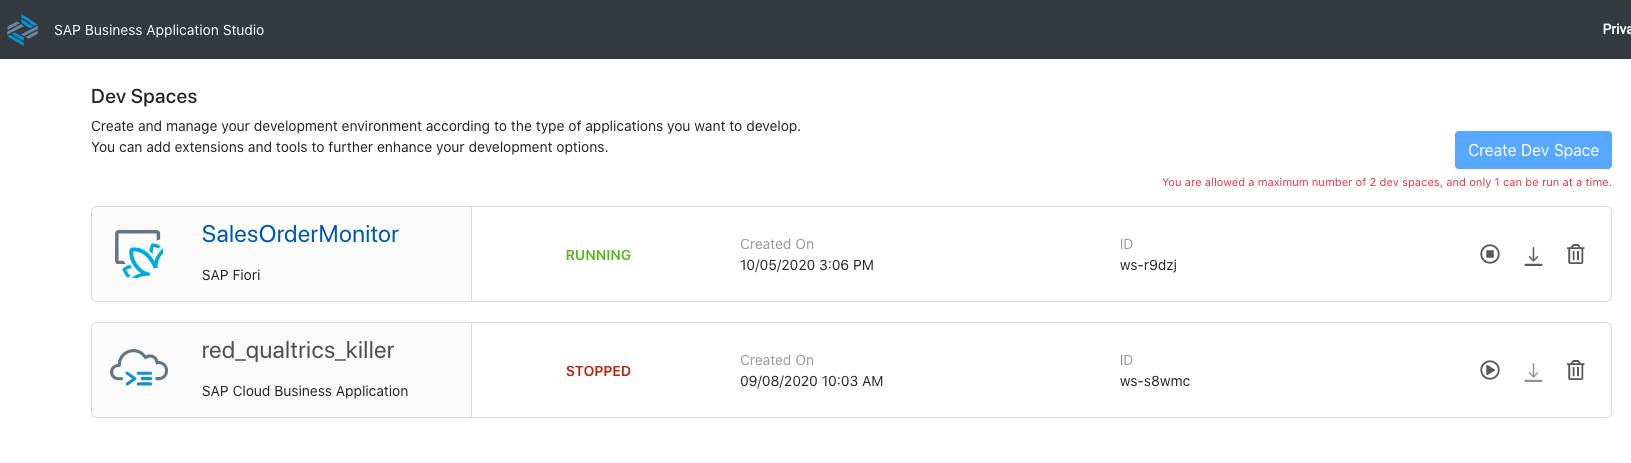 SAP Business Application Studio
Priva
Dev Spaces
Create and manage your development environment according to the type of applications you want to develop.
You can add extensions and tools to further enhance your development options.
Create Dev Space
You are allowed a maximum number of 2 dev spaces, and only 1 can be run at a time.
SalesOrderMonitor
SAP Fiori
RUNNING
Created On
10/05/2020 3:06 PM
ID
ws-r9dzj
red_qualtrics_killer
SAP Cloud Business Application
STOPPED
Created On
09/08/2020 10:03 AM
ID
ws-s8wmc